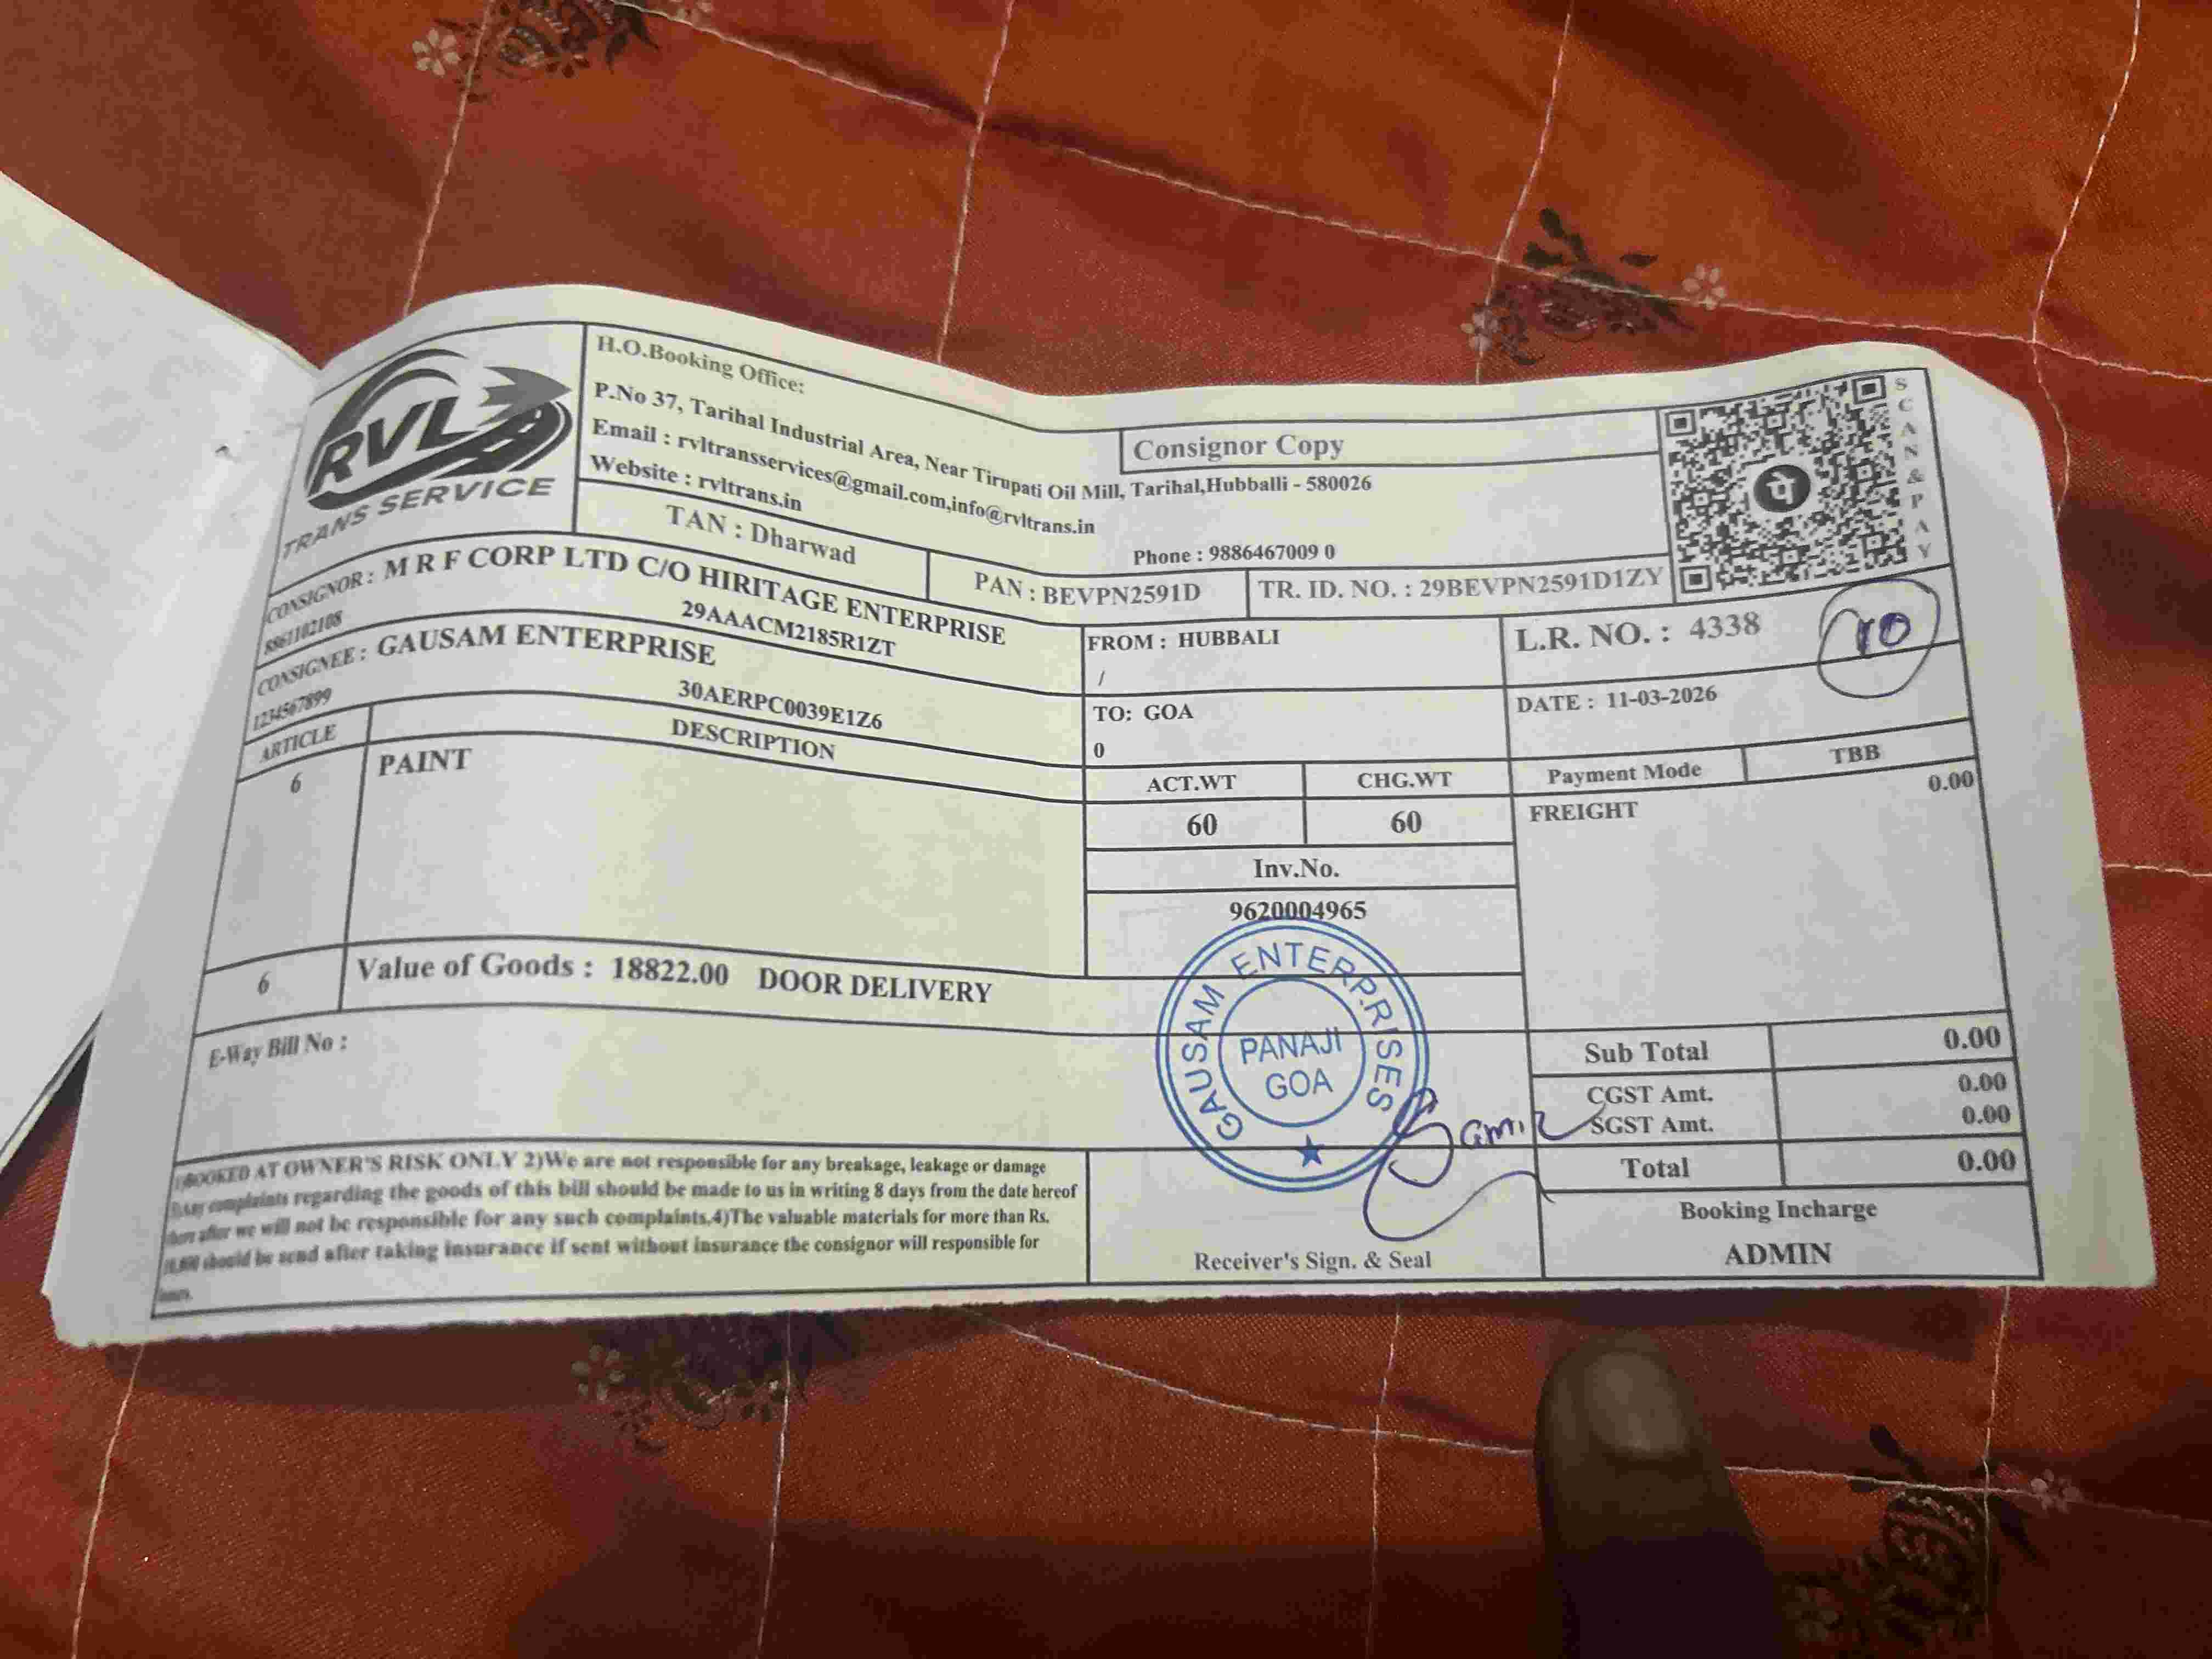 RVL
TRANS SERVICE
H.O.Booking Office:
P.No 37, Tarihal Industrial Area, Near Tirupati Oil Mill, Tarihal,Hubballi - 580026
Email : rvltransservices@gmail.com,info@rvltrans.in
Website : rvltrans.in
Phone : 9886467009 0
Consignor Copy
SCAN & PAY
पे
TAN : Dharwad
PAN : BEVPN2591D
TR. ID. NO. : 29BEVPN2591D1ZY
CONSIGNOR : M R F CORP LTD C/O HIRITAGE ENTERPRISE
8861102108
29AAACM2185R1ZT
CONSIGNEE : GAUSAM ENTERPRISE
1234567899
30AERPC0039E1Z6
FROM : HUBBALI
/
TO: GOA
0
L.R. NO. : 4338
10
DATE : 11-03-2026
ARTICLE
DESCRIPTION
6
PAINT
ACT.WT
CHG.WT
60
60
Inv.No.
9620004965
Payment Mode
TBB
FREIGHT
0.00
6
Value of Goods : 18822.00 DOOR DELIVERY
E-Way Bill No :
GAUSAM ENTERPRISES
PANAJI
GOA
Samir
Sub Total 0.00
CGST Amt. 0.00
SGST Amt. 0.00
Total 0.00
1)BOOKED AT OWNER'S RISK ONLY 2)We are not responsible for any breakage, leakage or damage
3)Any complaints regarding the goods of this bill should be made to us in writing 8 days from the date hereof
there after we will not be responsible for any such complaints.4)The valuable materials for more than Rs.
should be send after taking insurance if sent without insurance the consignor will responsible for
Receiver's Sign. & Seal
Booking Incharge
ADMIN